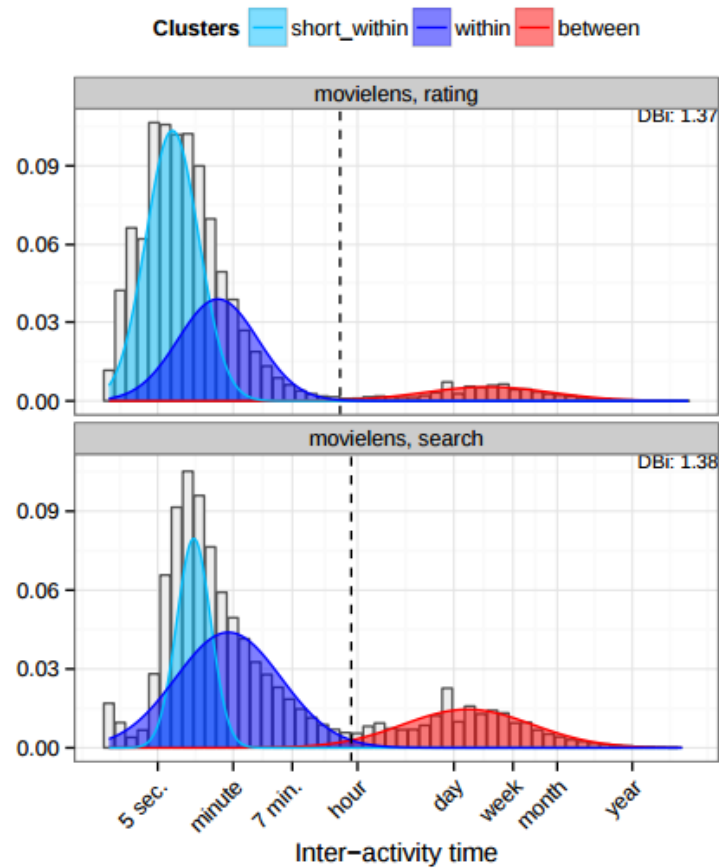 Clusters short_within within between
movielens, rating
DBi: 1.37
0.09
0.06
0.03
0.00
movielens, search
DBi: 1.38
0.09
0.06
0.03
0.00
5 sec. minute 7 min. hour day week month year
Inter−activity time